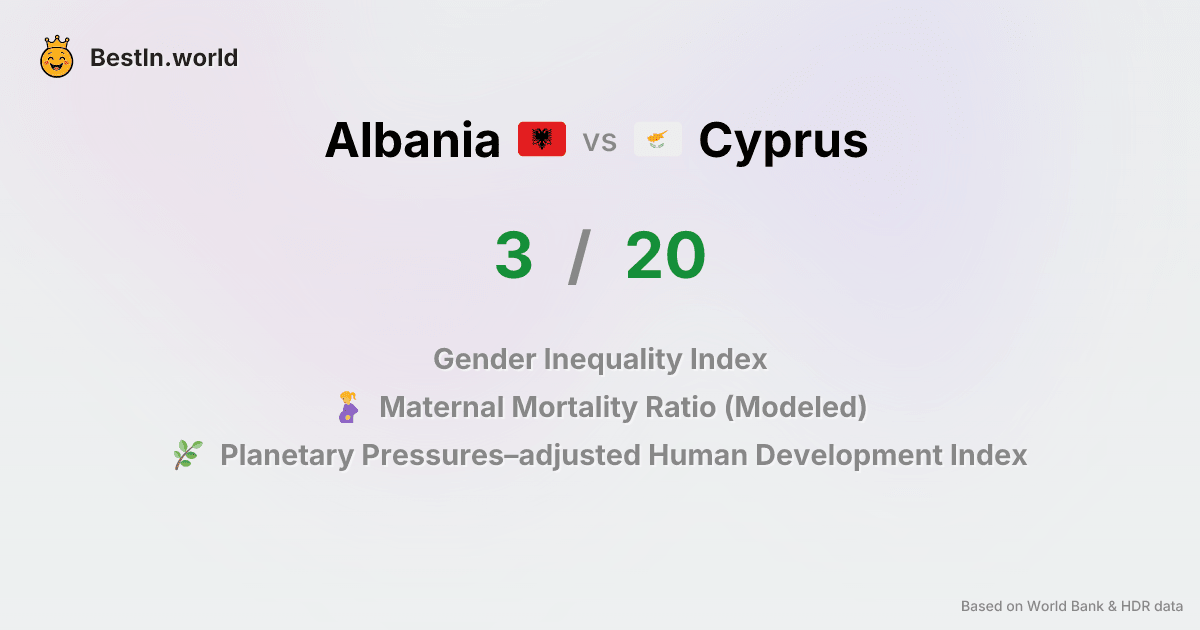 BestIn.world
Albania vs Cyprus
3 / 20
Gender Inequality Index
Maternal Mortality Ratio (Modeled)
Planetary Pressures–adjusted Human Development Index
Based on World Bank & HDR data